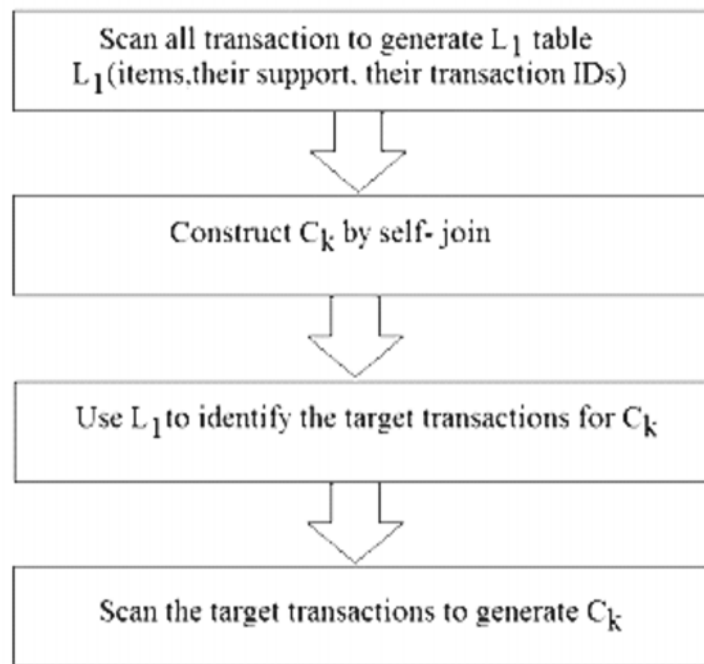 Scan all transaction to generate L₁ table
L₁(items,their support, their transaction IDs)
Construct Cₖ by self- join
Use L₁ to identify the target transactions for Cₖ
Scan the target transactions to generate Cₖ